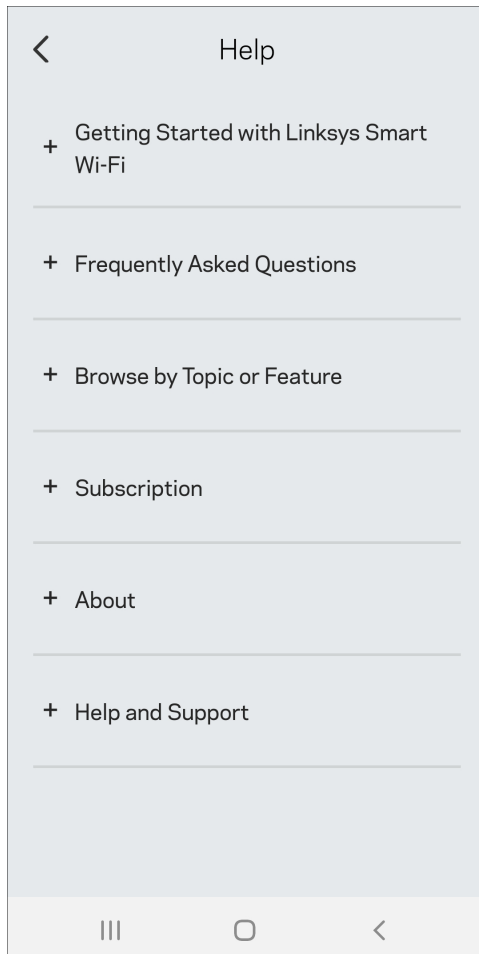 Help
Getting Started with Linksys Smart
Wi-Fi
Frequently Asked Questions
Browse by Topic or Feature
Subscription
About
Help and Support